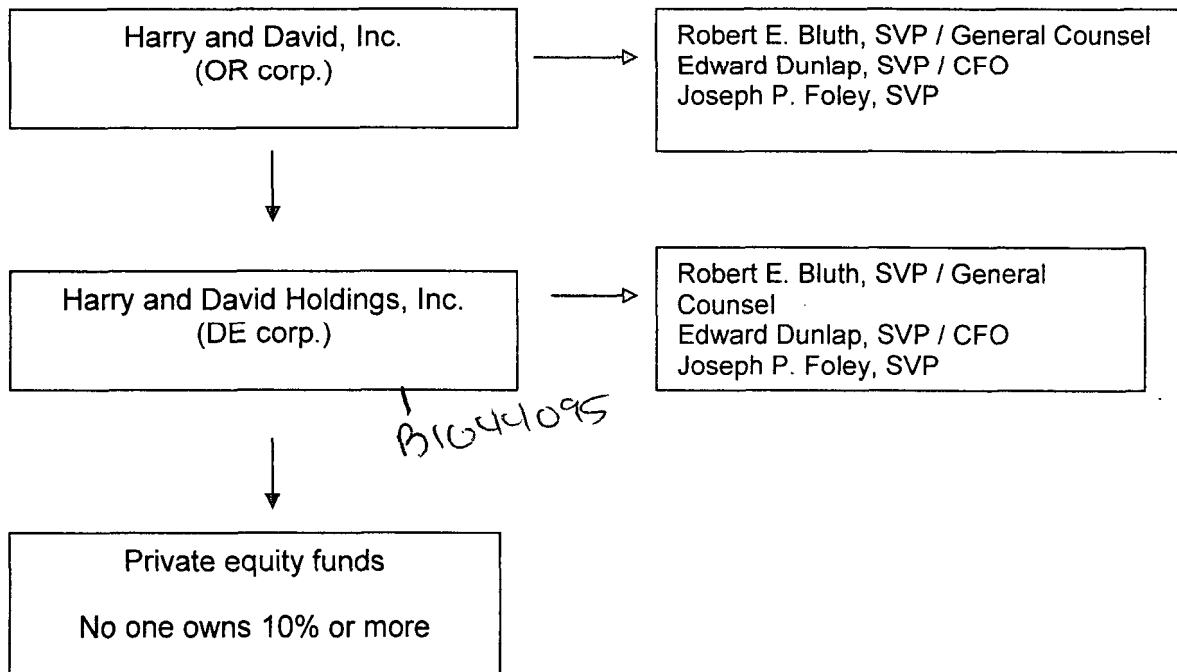 Harry and David, Inc.
(OR corp.)
Robert E. Bluth, SVP / General Counsel
Edward Dunlap, SVP / CFO
Joseph P. Foley, SVP
Harry and David Holdings, Inc.
(DE corp.)
Robert E. Bluth, SVP / General
Counsel
Edward Dunlap, SVP / CFO
Joseph P. Foley, SVP
B1044095
Private equity funds
No one owns 10% or more